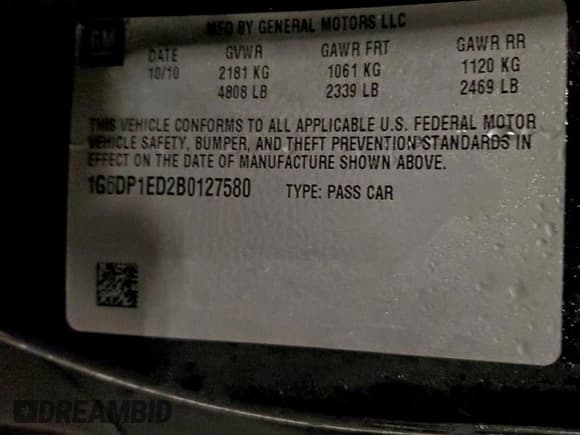 GM
MFD BY GENERAL MOTORS LLC
DATE GVWR GAWR FRT GAWR RR
10/10 2181 KG 1061 KG 1120 KG
4808 LB 2339 LB 2469 LB
THIS VEHICLE CONFORMS TO ALL APPLICABLE U.S. FEDERAL MOTOR
VEHICLE SAFETY, BUMPER, AND THEFT PREVENTION STANDARDS IN
EFFECT ON THE DATE OF MANUFACTURE SHOWN ABOVE.
1G6DP1ED2B0127580 TYPE: PASS CAR
DREAMBID